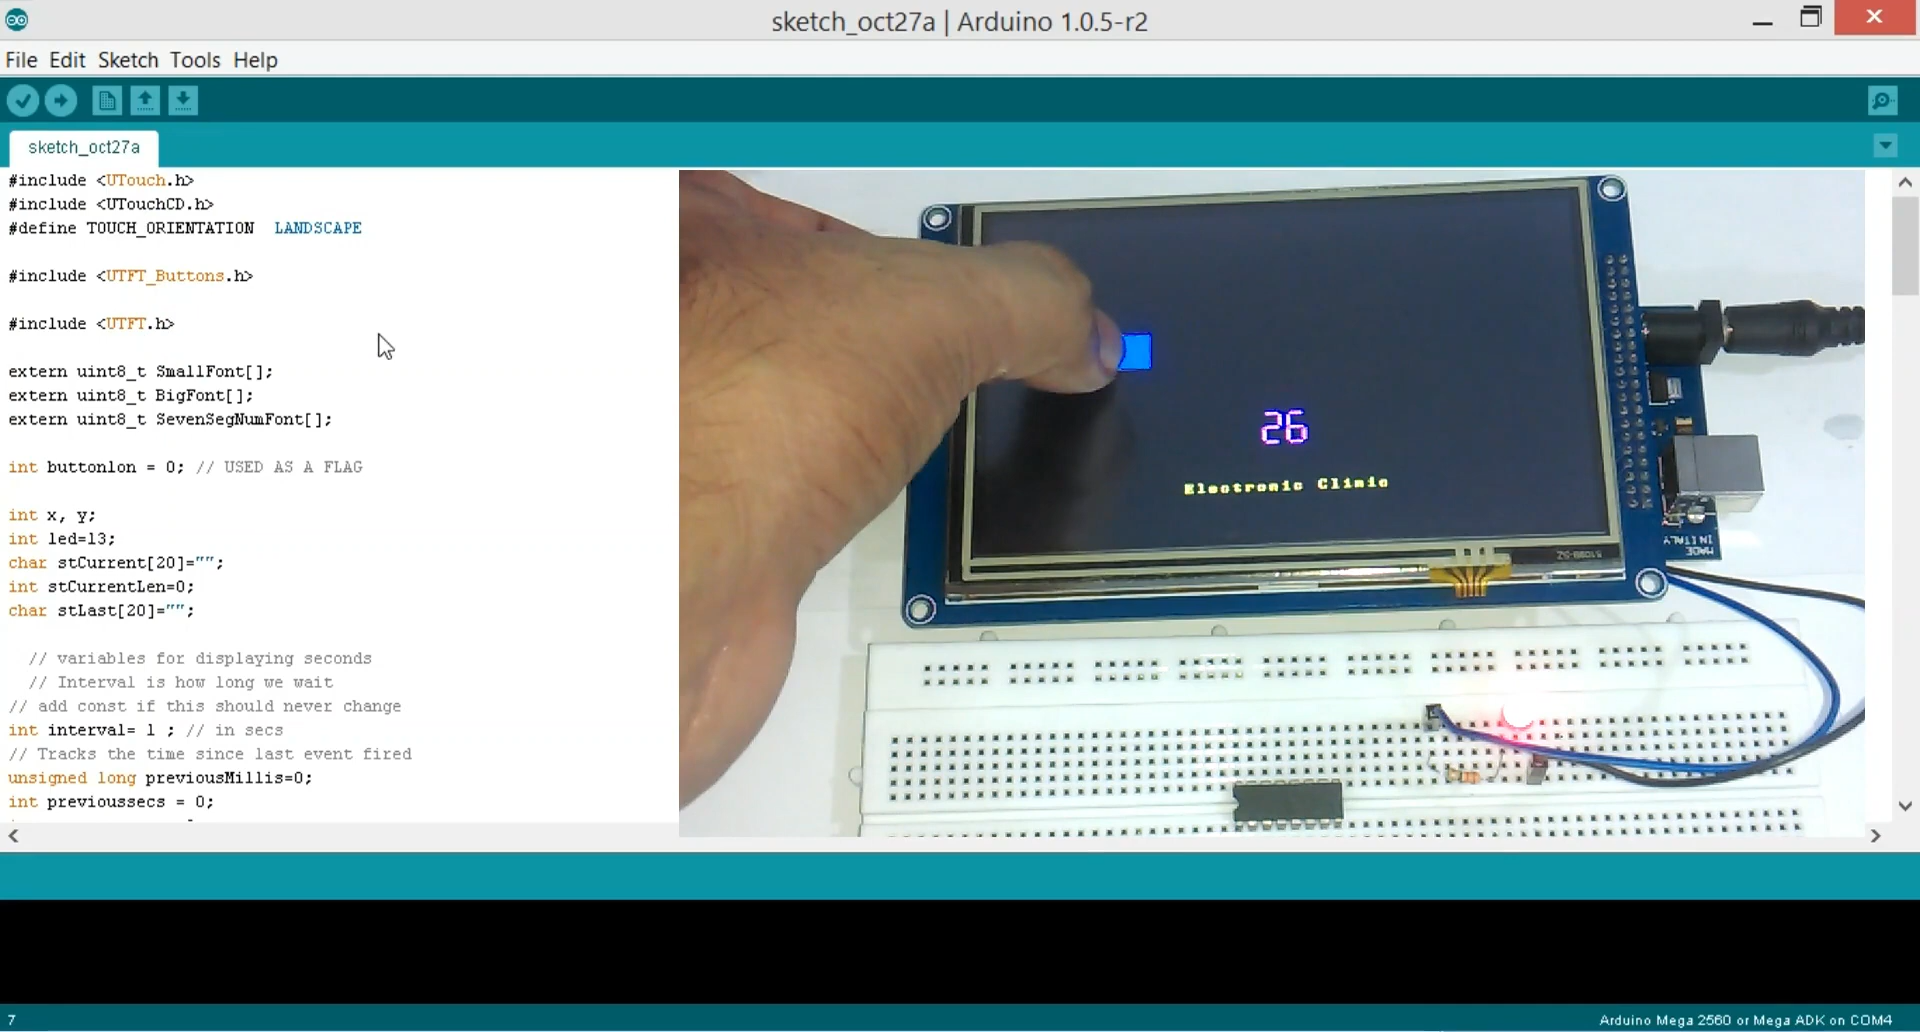 sketch_oct27a | Arduino 1.0.5-r2
File Edit Sketch Tools Help
sketch_oct27a
#include <UTouch.h>
#include <UTouchCD.h>
#define TOUCH_ORIENTATION  LANDSCAPE
#include <UTFT_Buttons.h>
#include <UTFT.h>
extern uint8_t SmallFont[];
extern uint8_t BigFont[];
extern uint8_t SevenSegNumFont[];
int button1on = 0; // USED AS A FLAG
int x, y;
int led=13;
char stCurrent[20]="";
int stCurrentLen=0;
char stLast[20]="";
// variables for displaying seconds
// Interval is how long we wait
// add const if this should never change
int interval= 1 ; // in secs
// Tracks the time since last event fired
unsigned long previousMillis=0;
int previoussecs = 0;
26
Electronic Clinic
MADE
IN ITALY
7
Arduino Mega 2560 or Mega ADK on COM4